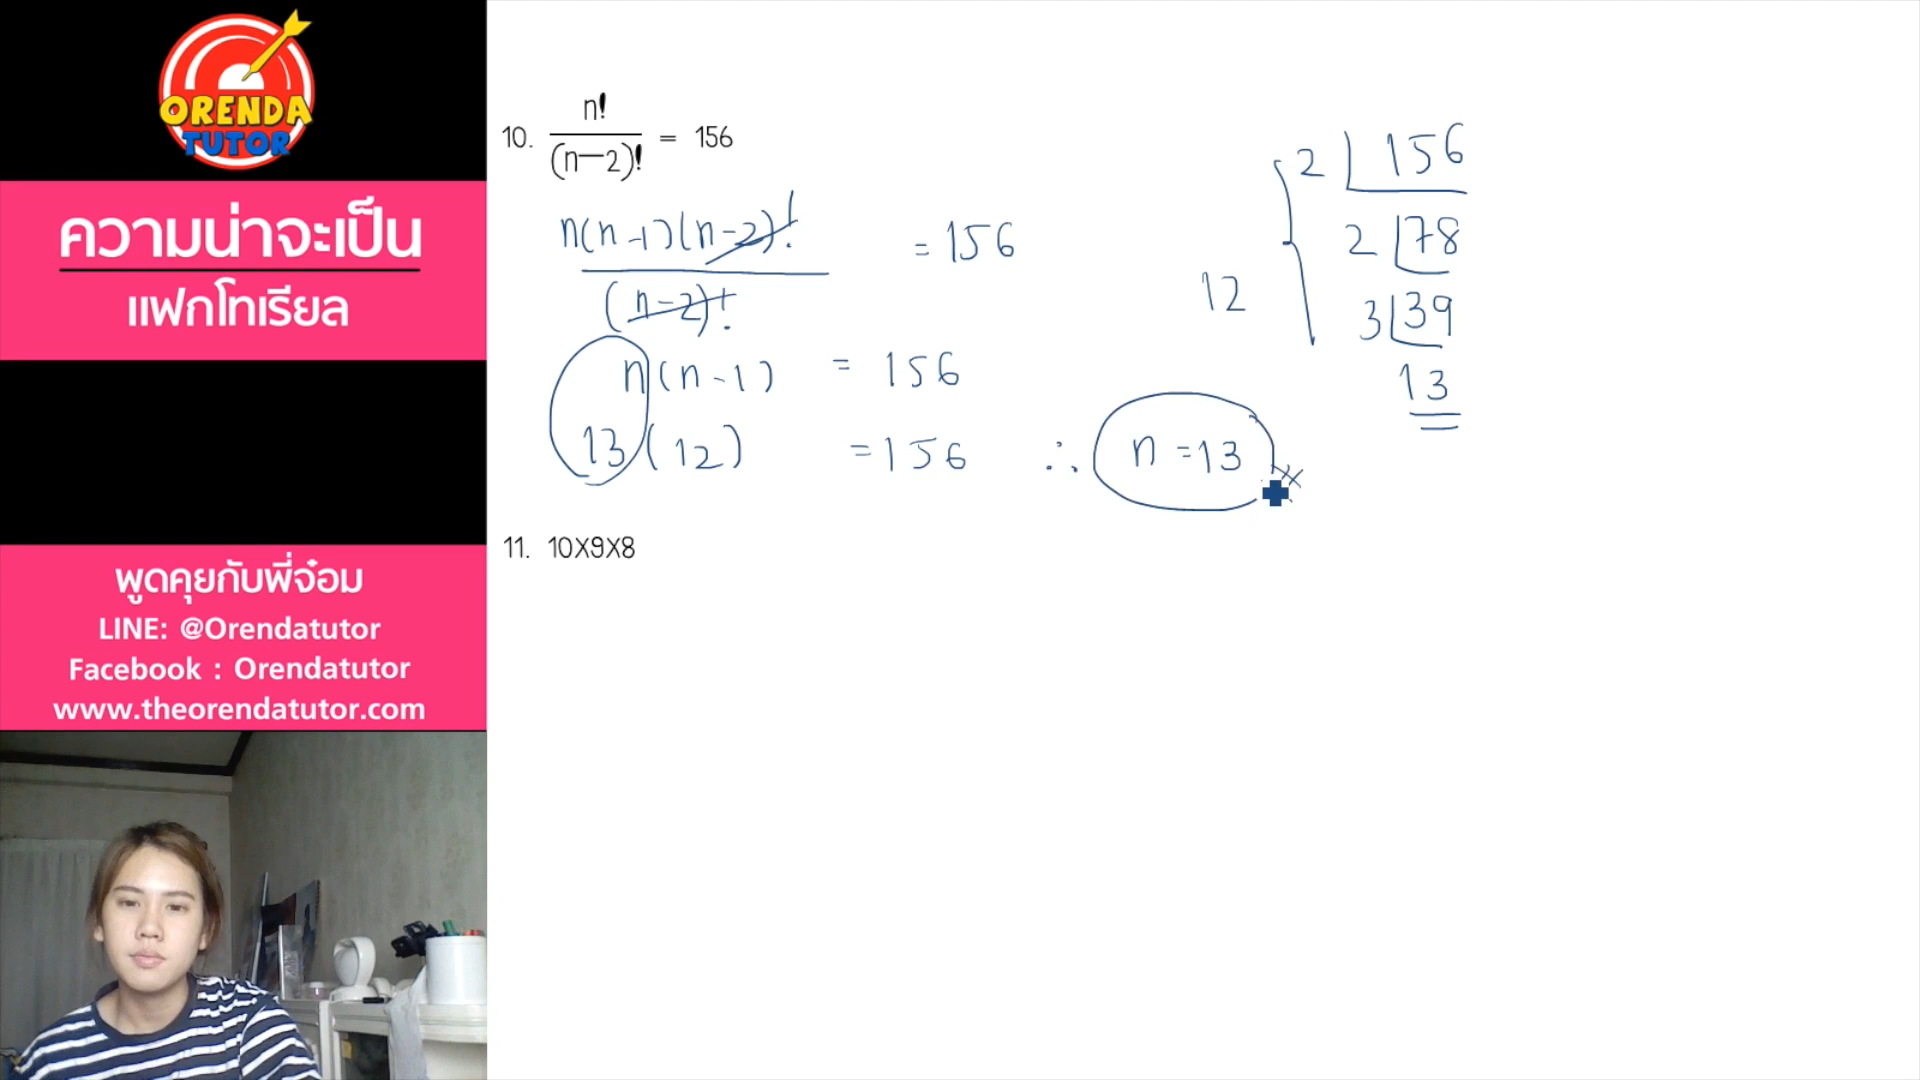 ORENDA
TUTOR
ความน่าจะเป็น
แฟกโทเรียล
พูดคุยกับพี่จ๋อม
LINE: @Orendatutor
Facebook : Orendatutor
www.theorendatutor.com
10. n!/(n—2)! = 156
n(n-1)(n-2)! = 156
(n-2)!
n(n-1) = 156
13(12) = 156 ∴ n = 13
2 156
2 78
3 39
13
12
11. 10X9X8